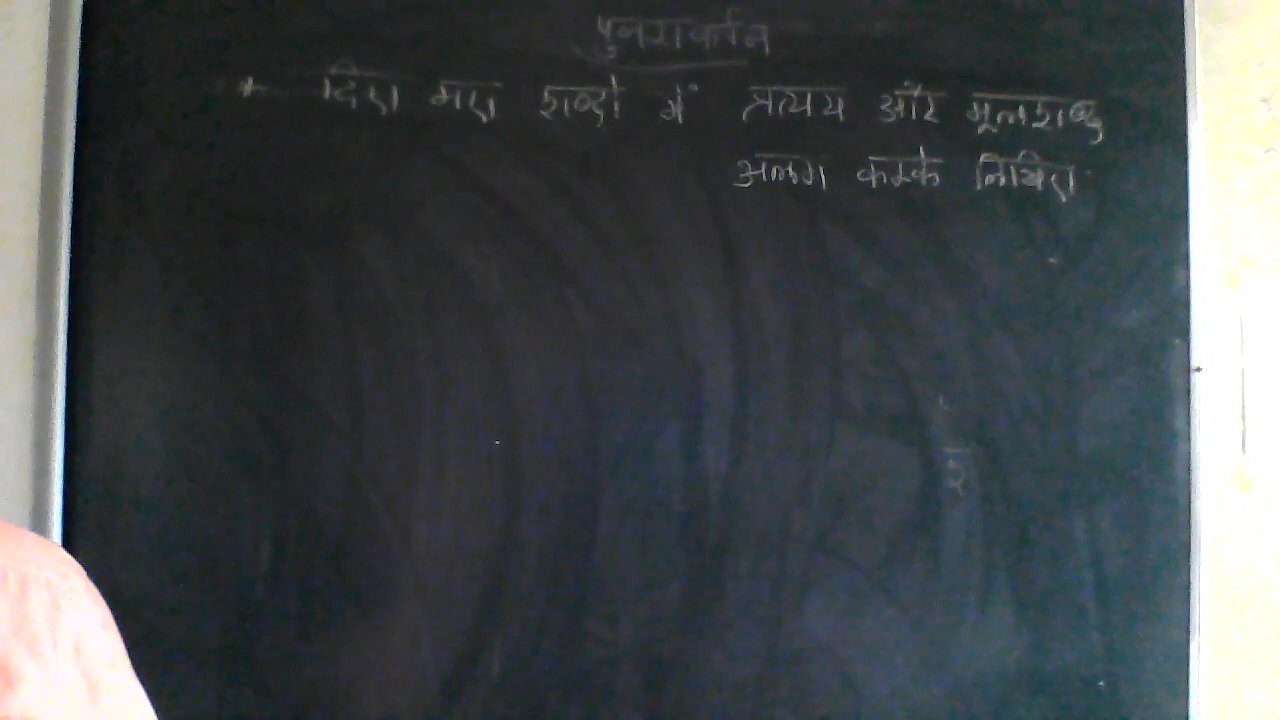 पुनरावर्तन
* दिए गए शब्दों में प्रत्यय और मूलशब्द
अलग करके लिखिए
इ